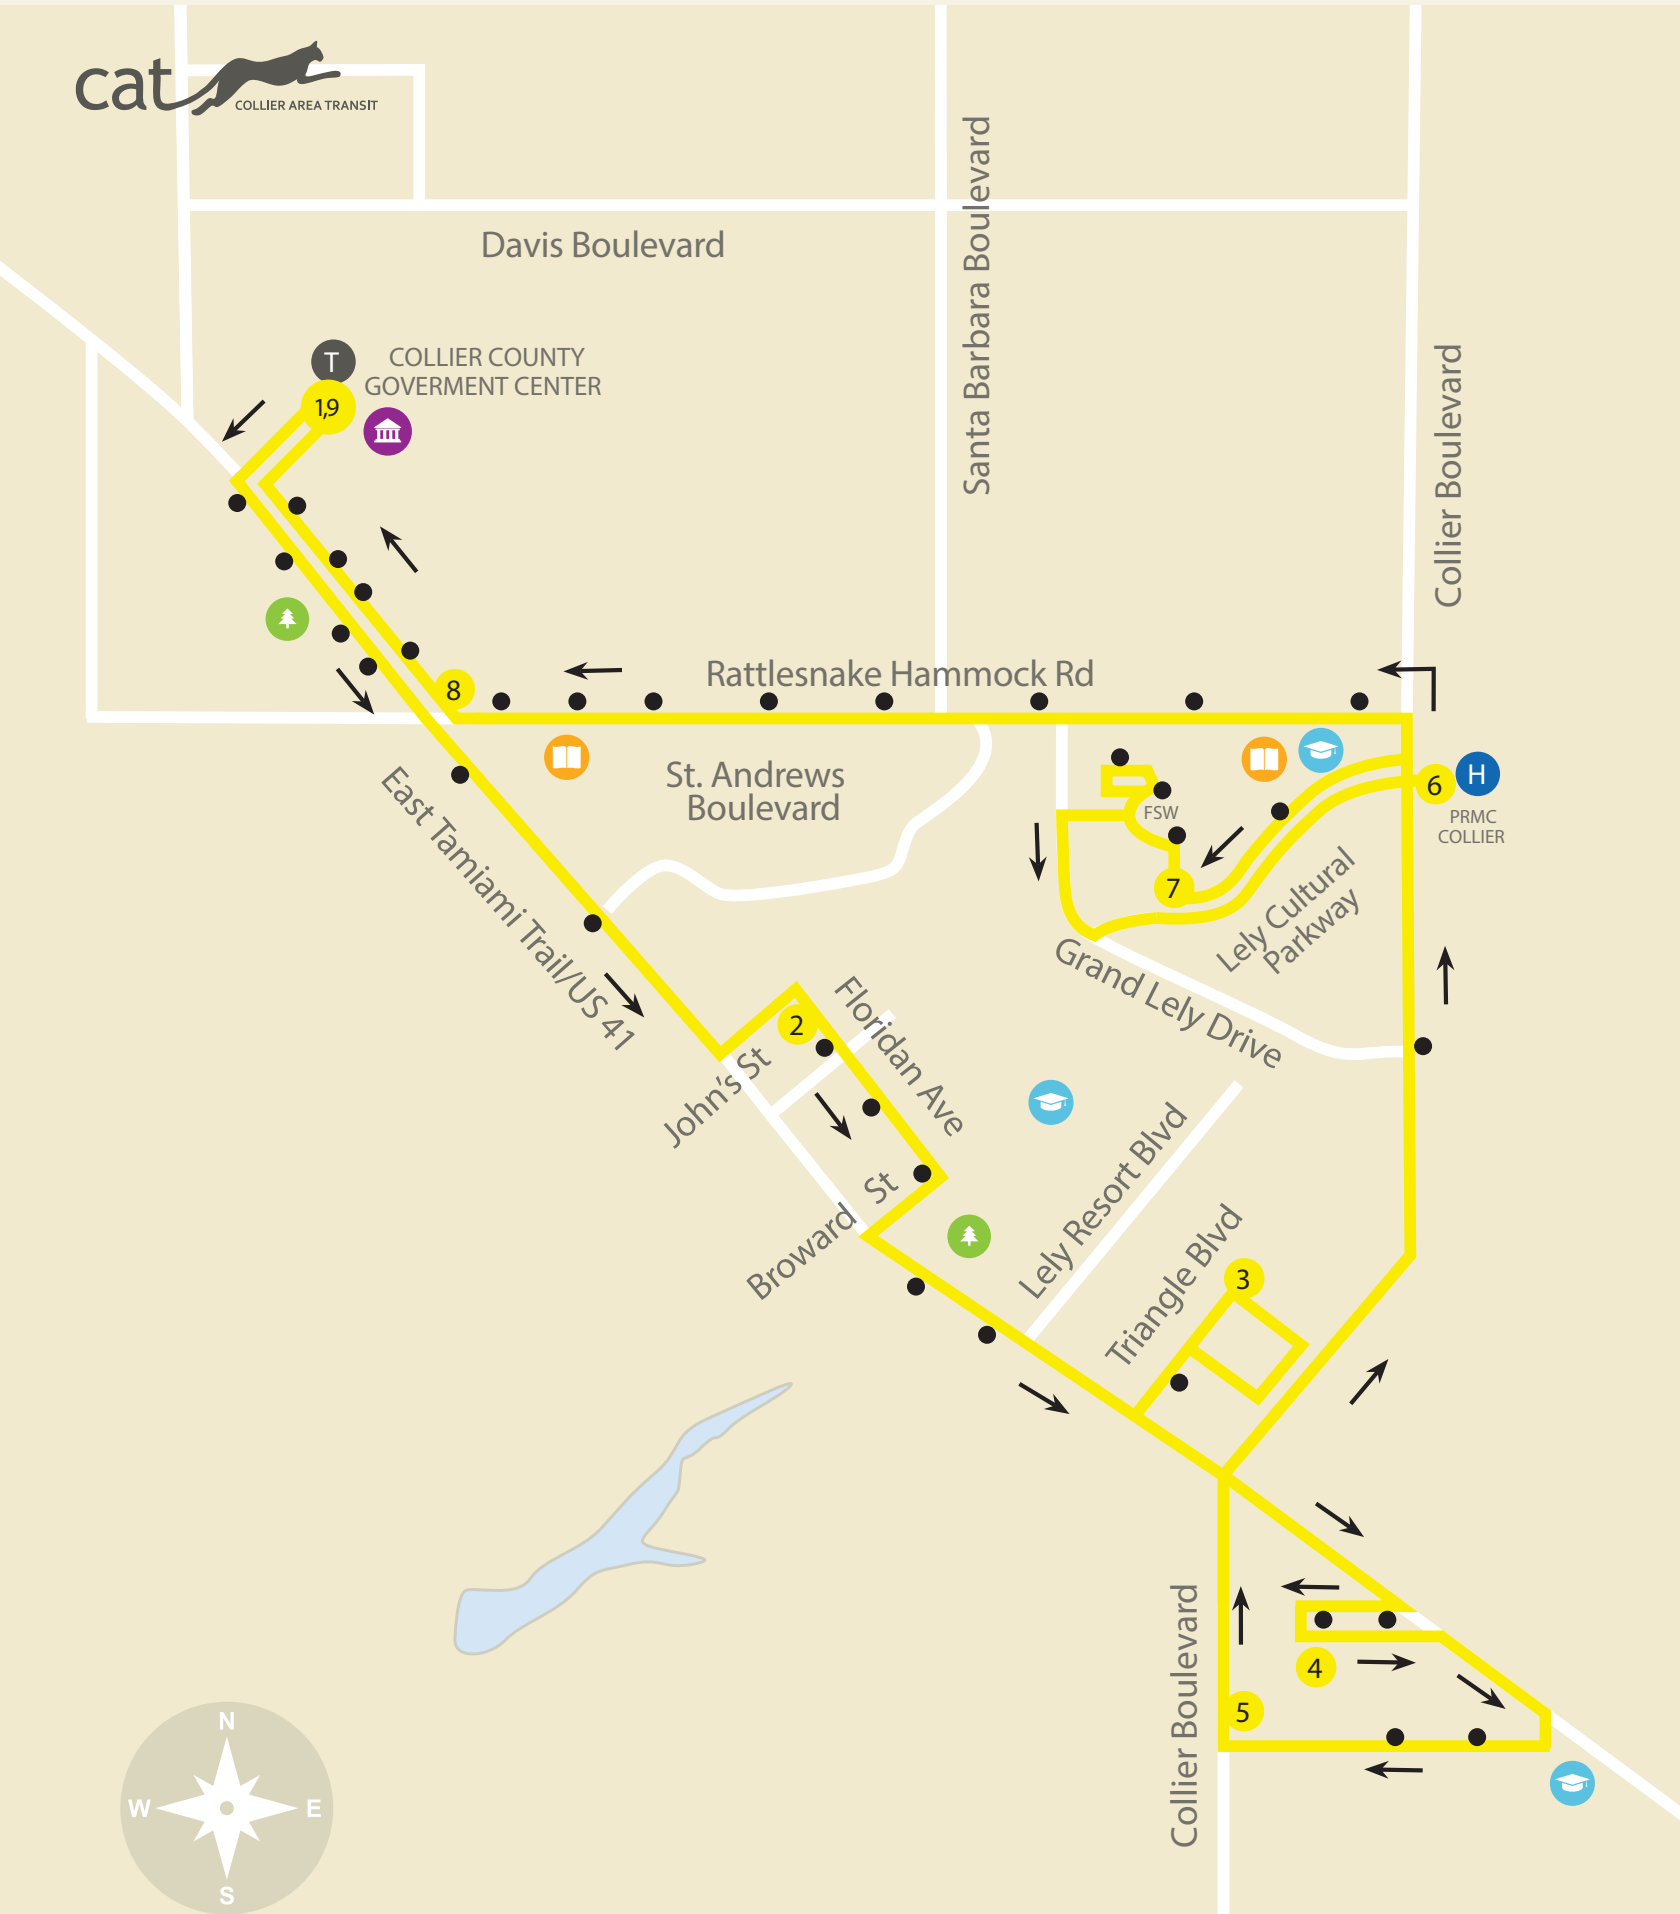 cat
COLLIER AREA TRANSIT
Davis Boulevard
Santa Barbara Boulevard
Collier Boulevard
T
COLLIER COUNTY
GOVERMENT CENTER
1,9
8
Rattlesnake Hammock Rd
St. Andrews
Boulevard
FSW
6
H
PRMC
COLLIER
7
Lely Cultural
Parkway
East Tamiami Trail/US 41
Grand Lely Drive
2
Floridan Ave
John's St
Broward St
Lely Resort Blvd
Triangle Blvd
3
4
5
Collier Boulevard
N
W
E
S